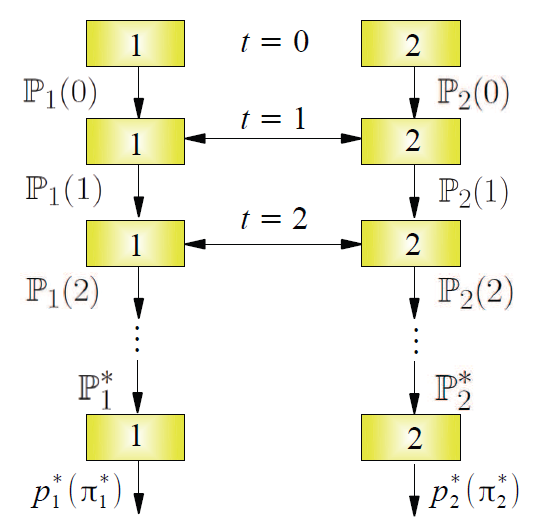 1 t = 0 2
ℙ₁(0) ℙ₂(0)
t = 1
1 2
ℙ₁(1) ℙ₂(1)
t = 2
1 2
ℙ₁(2) ℙ₂(2)
⋮ ⋮
ℙ₁* ℙ₂*
1 2
p₁*(π₁*) p₂*(π₂*)